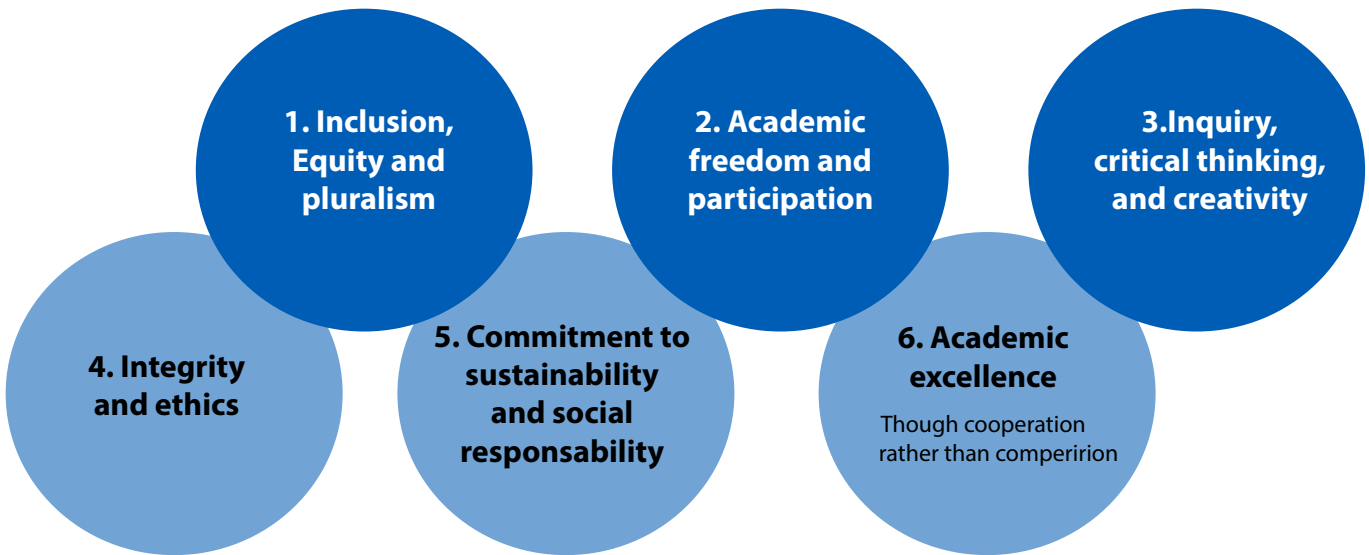 1. Inclusion,
Equity and
pluralism
2. Academic
freedom and
participation
3.Inquiry,
critical thinking,
and creativity
4. Integrity
and ethics
5. Commitment to
sustainability
and social
responsability
6. Academic
excellence
Though cooperation
rather than comperirion